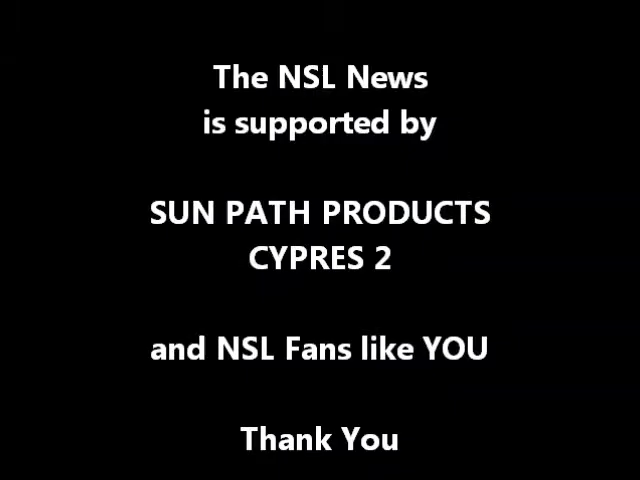 The NSL News
is supported by
SUN PATH PRODUCTS
CYPRES 2
and NSL Fans like YOU
Thank You